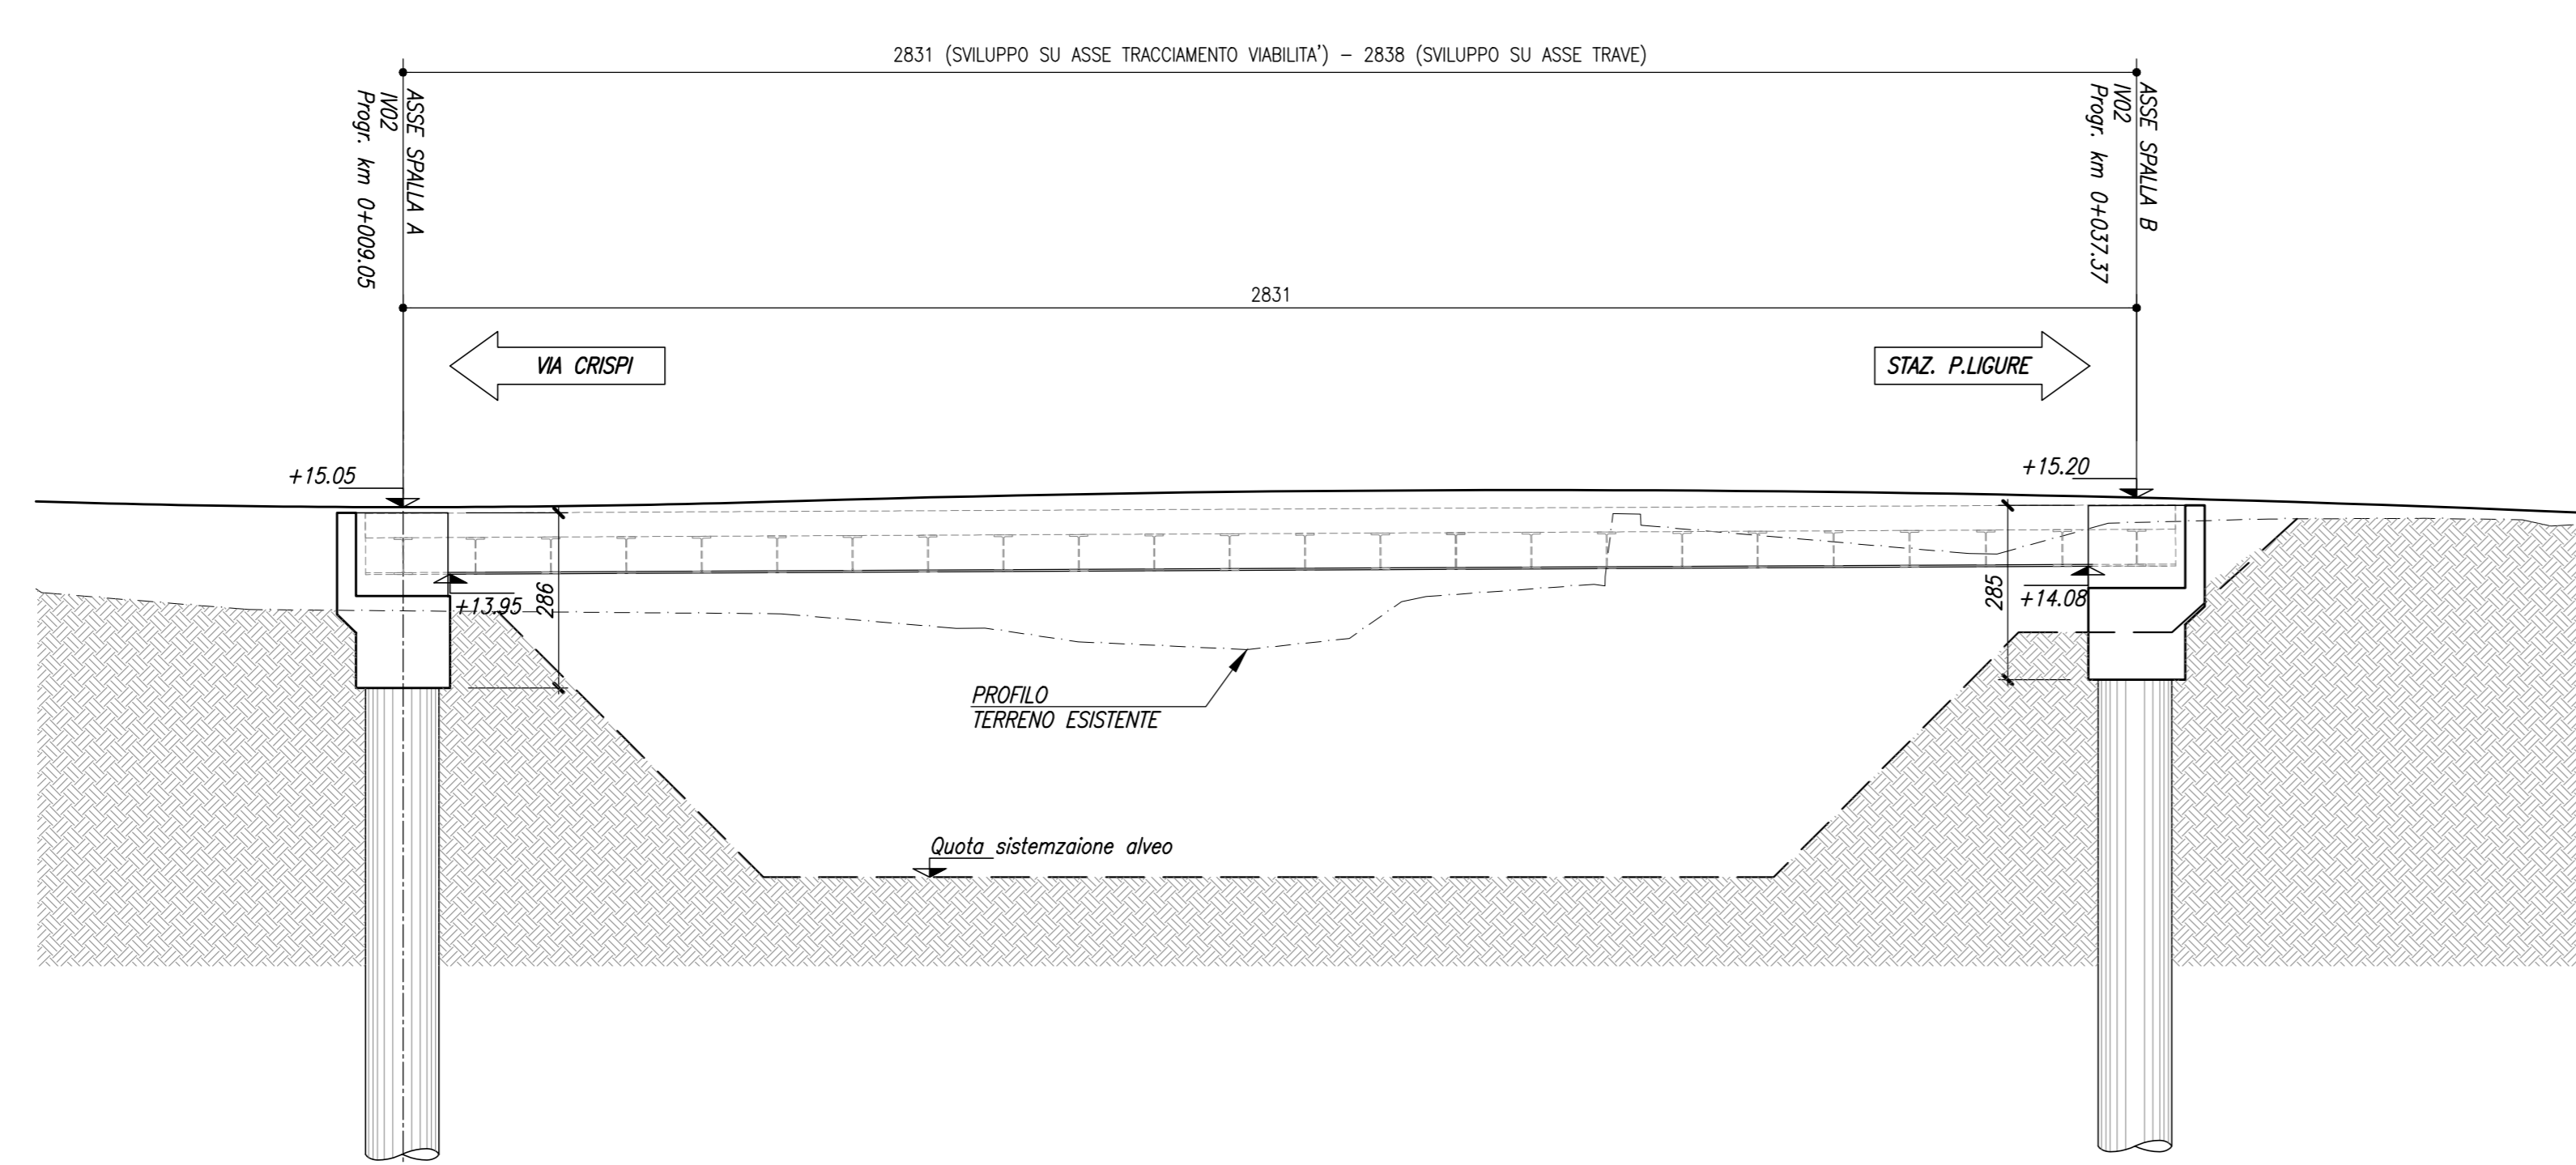 2831 (SVILUPPO SU ASSE TRACCIAMENTO VIABILITA') – 2838 (SVILUPPO SU ASSE TRAVE)
ASSE SPALLA A
IV02
Progr. km 0+009.05
ASSE SPALLA B
IV02
Progr. km 0+037.37
2831
VIA CRISPI
STAZ. P.LIGURE
+15.05
+15.20
+13.95
286
285
+14.08
PROFILO
TERRENO ESISTENTE
Quota sistemzaione alveo